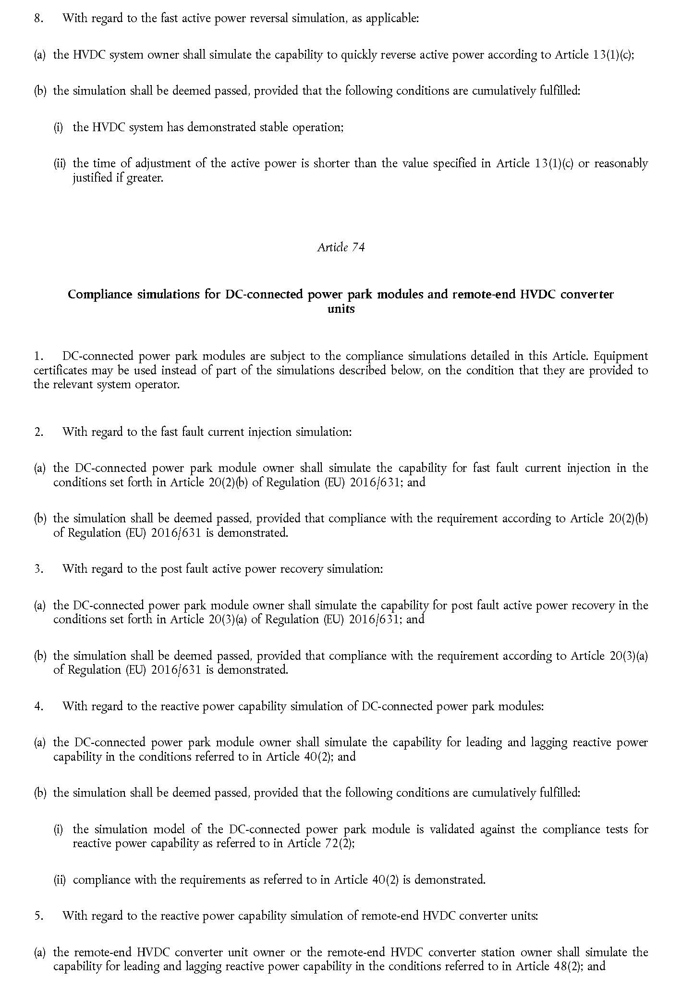 8. With regard to the fast active power reversal simulation, as applicable:
(a) the HVDC system owner shall simulate the capability to quickly reverse active power according to Article 13(1)(c);
(b) the simulation shall be deemed passed, provided that the following conditions are cumulatively fulfilled:
(i) the HVDC system has demonstrated stable operation;
(ii) the time of adjustment of the active power is shorter than the value specified in Article 13(1)(c) or reasonably
justified if greater.
Article 74
Compliance simulations for DC-connected power park modules and remote-end HVDC converter
units
1. DC-connected power park modules are subject to the compliance simulations detailed in this Article. Equipment
certificates may be used instead of part of the simulations described below, on the condition that they are provided to
the relevant system operator.
2. With regard to the fast fault current injection simulation:
(a) the DC-connected power park module owner shall simulate the capability for fast fault current injection in the
conditions set forth in Article 20(2)(b) of Regulation (EU) 2016/631; and
(b) the simulation shall be deemed passed, provided that compliance with the requirement according to Article 20(2)(b)
of Regulation (EU) 2016/631 is demonstrated.
3. With regard to the post fault active power recovery simulation:
(a) the DC-connected power park module owner shall simulate the capability for post fault active power recovery in the
conditions set forth in Article 20(3)(a) of Regulation (EU) 2016/631; and
(b) the simulation shall be deemed passed, provided that compliance with the requirement according to Article 20(3)(a)
of Regulation (EU) 2016/631 is demonstrated.
4. With regard to the reactive power capability simulation of DC-connected power park modules:
(a) the DC-connected power park module owner shall simulate the capability for leading and lagging reactive power
capability in the conditions referred to in Article 40(2); and
(b) the simulation shall be deemed passed, provided that the following conditions are cumulatively fulfilled:
(i) the simulation model of the DC-connected power park module is validated against the compliance tests for
reactive power capability as referred to in Article 72(2);
(ii) compliance with the requirements as referred to in Article 40(2) is demonstrated.
5. With regard to the reactive power capability simulation of remote-end HVDC converter units:
(a) the remote-end HVDC converter unit owner or the remote-end HVDC converter station owner shall simulate the
capability for leading and lagging reactive power capability in the conditions referred to in Article 48(2); and